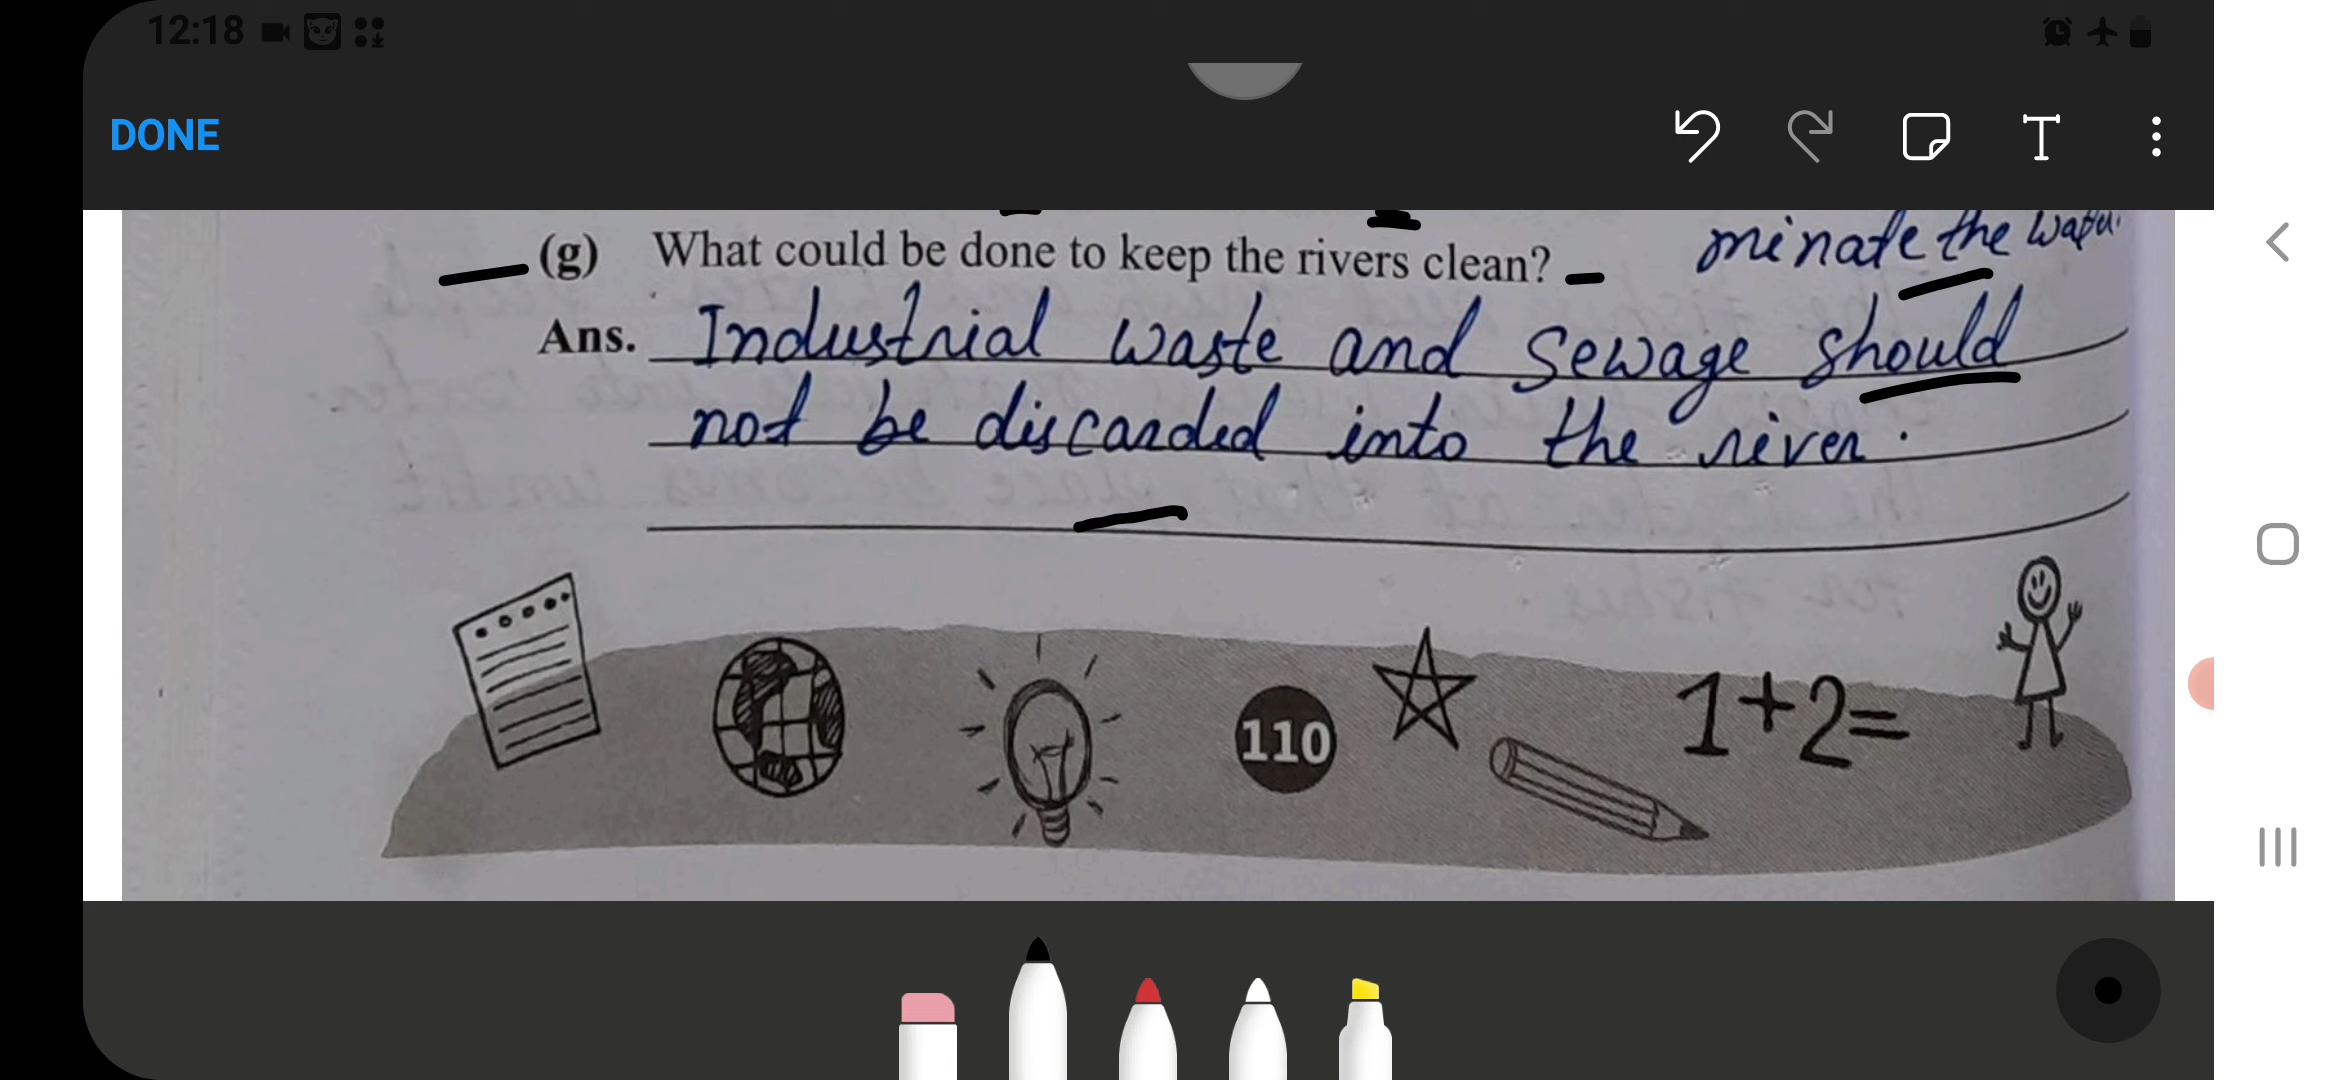 12:18
DONE
T
minate the water.
(g) What could be done to keep the rivers clean?
Ans. Industrial waste and sewage should
not be discarded into the river.
110
1+2=